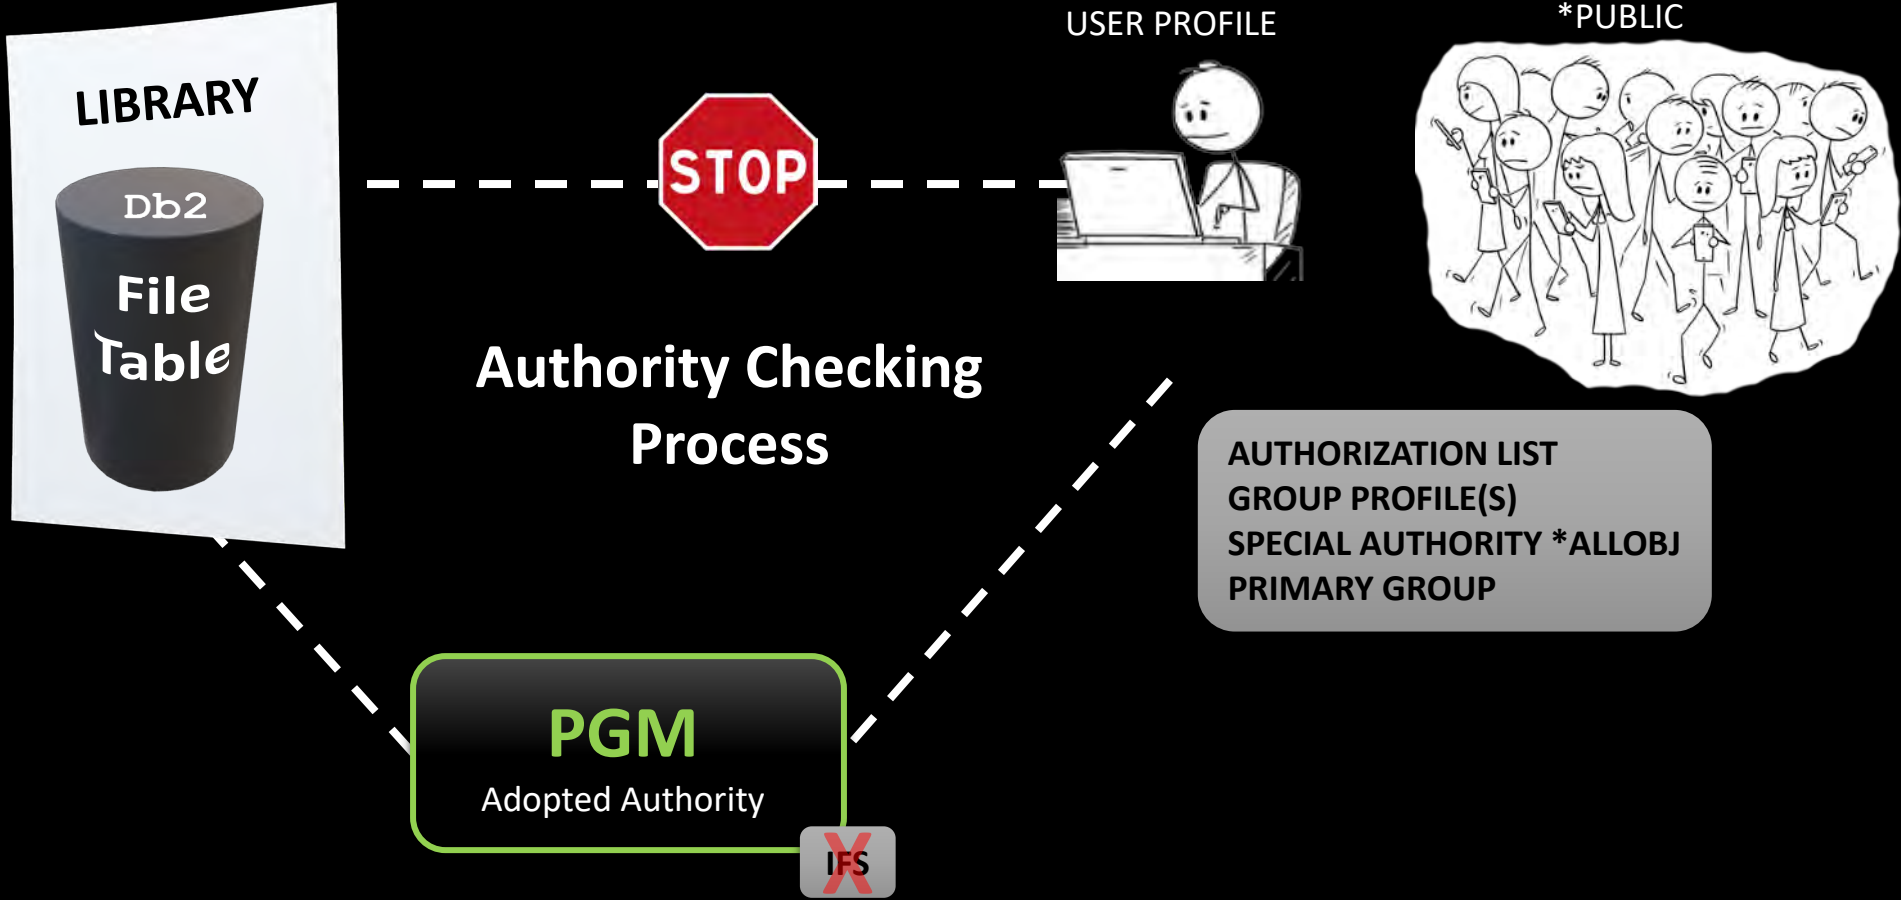 USER PROFILE
*PUBLIC
LIBRARY
Db2
File
Table
STOP
Authority Checking
Process
AUTHORIZATION LIST
GROUP PROFILE(S)
SPECIAL AUTHORITY *ALLOBJ
PRIMARY GROUP
PGM
Adopted Authority
IFS
X